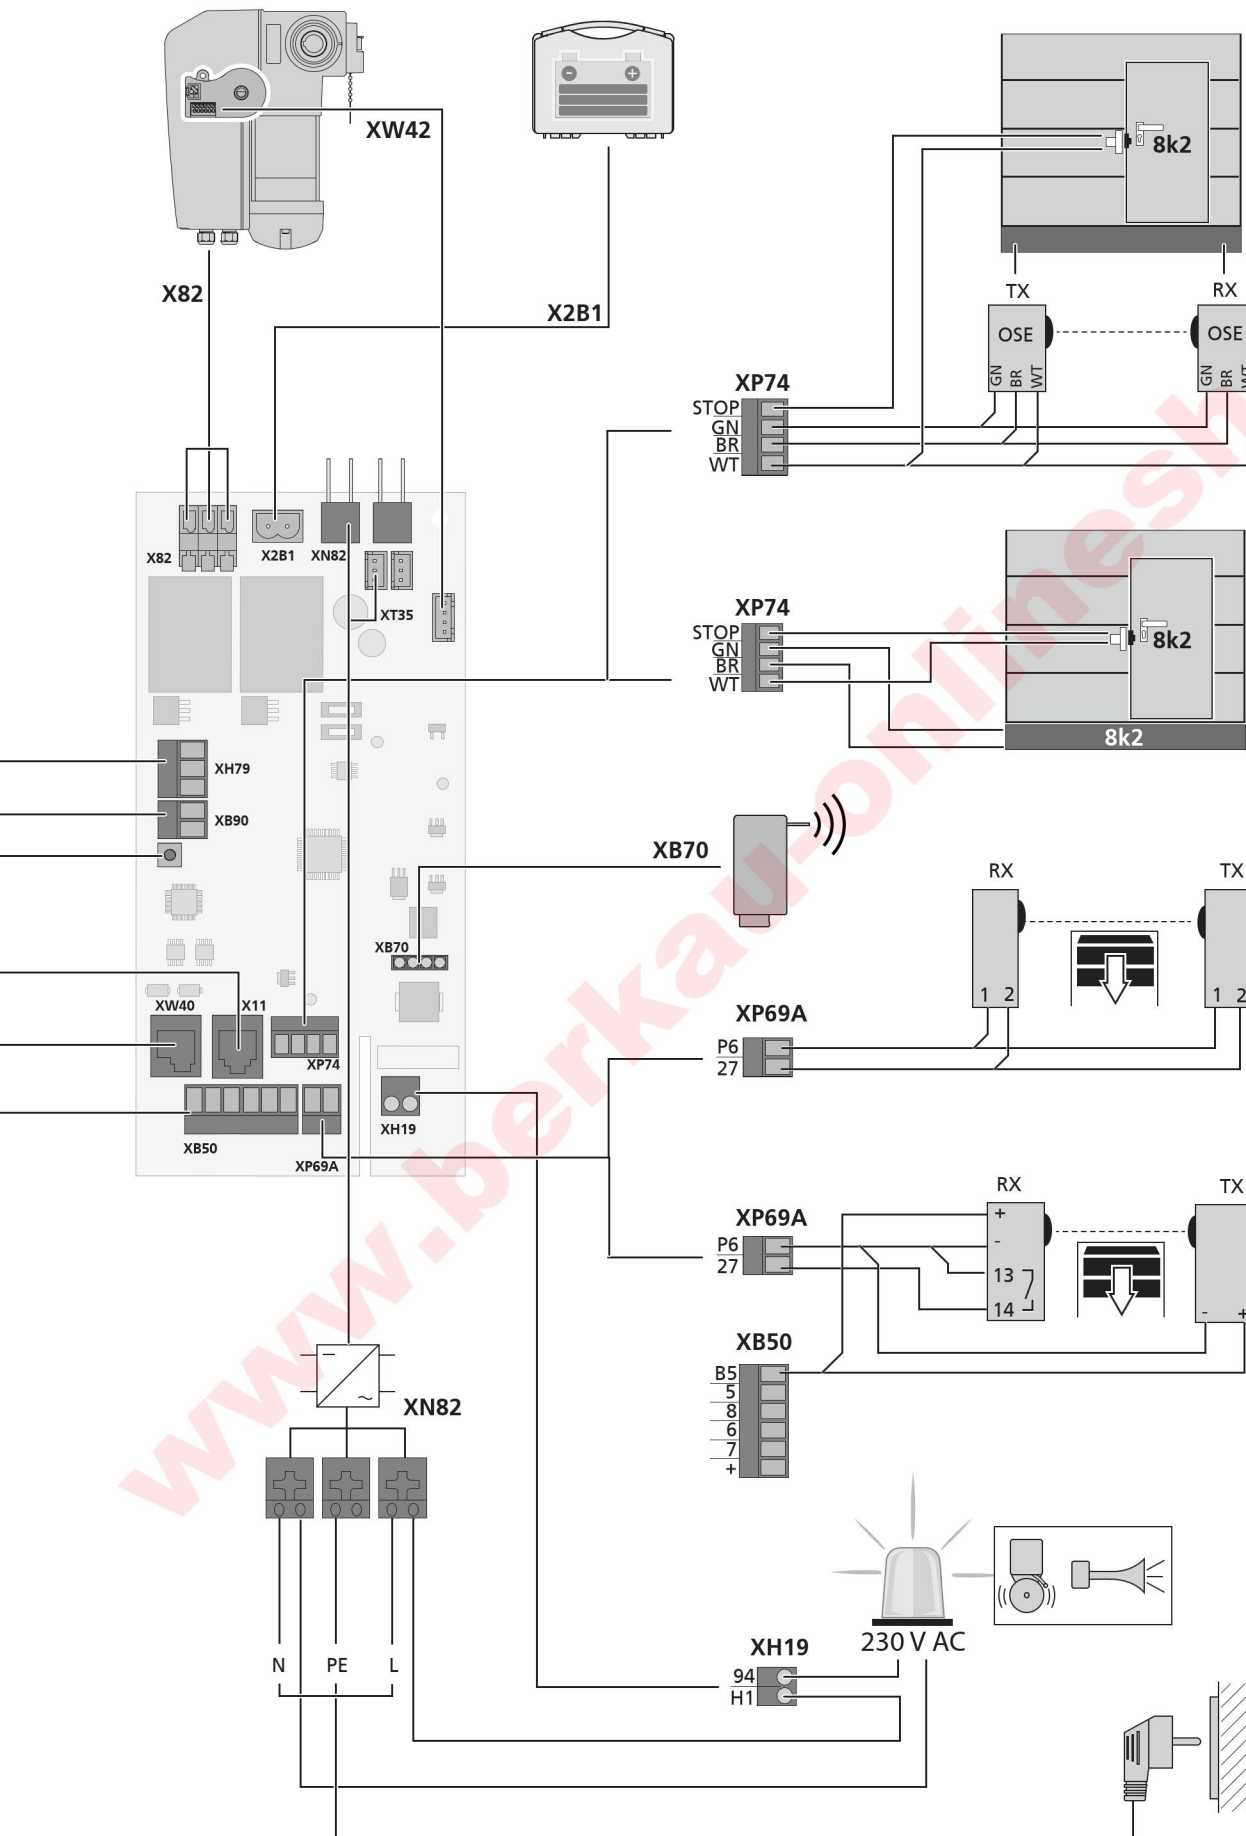 XW42
8k2
X82
TX
RX
X2B1
OSE
OSE
GN
BR
WT
GN
BR
WT
XP74
STOP
GN
BR
WT
X82
X2B1
XN82
XT35
XP74
STOP
GN
BR
WT
8k2
8k2
XH79
XB90
XB70
RX
TX
XB70
1 2
1 2
XW40
X11
XP69A
P6
27
XP74
XH19
XB50
XP69A
RX
TX
XP69A
P6
27
+
-
13
14
-
+
XB50
B5
5
8
6
7
+
XN82
230 V AC
N
PE
L
XH19
94
H1
www.berkau-onlinesh